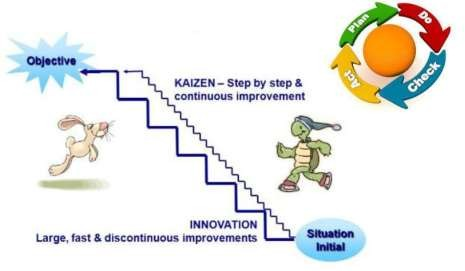 Plan
Do
Check
Act
Objective
KAIZEN – Step by step &
continuous improvement
INNOVATION
Large, fast & discontinuous improvements
Situation
Initial